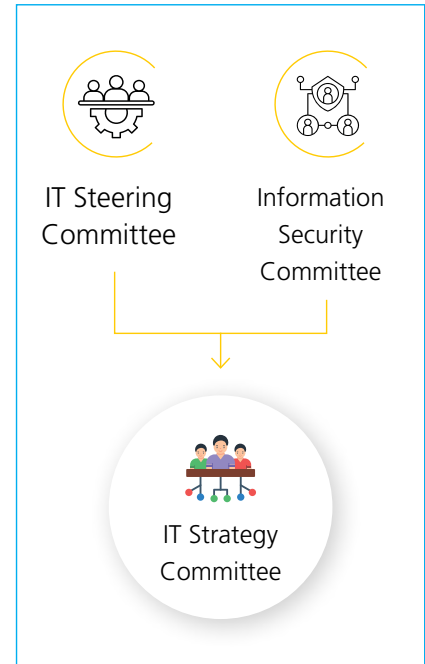 IT Steering
Committee
Information
Security
Committee
IT Strategy
Committee